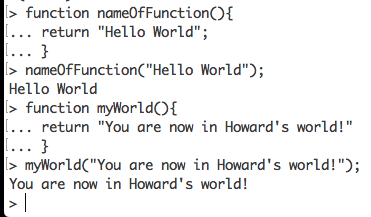 > function nameOfFunction(){
[... return "Hello World";
[... }
> nameOfFunction("Hello World");
Hello World
> function myWorld(){
[... return "You are now in Howard's world!"
[... }
> myWorld("You are now in Howard's world!");
You are now in Howard's world!
>